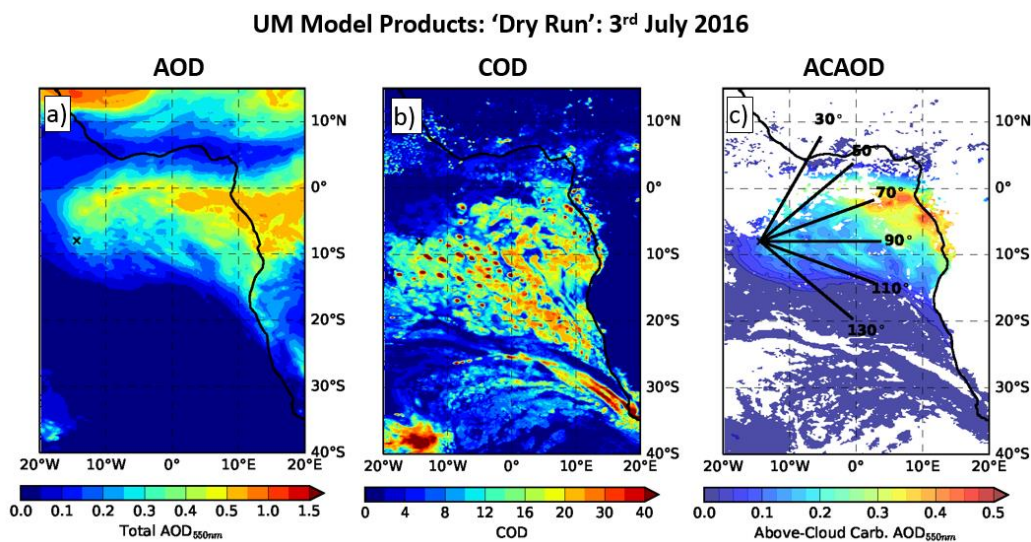 UM Model Products: ‘Dry Run’: 3rd July 2016
AOD
COD
ACAOD
a)
b)
c)
10°N
0°
10°S
20°S
30°S
40°S
20°W 10°W 0° 10°E 20°E
0.0 0.1 0.2 0.3 0.4 0.5 1.0 1.5
Total AOD550nm
10°N
0°
10°S
20°S
30°S
40°S
20°W 10°W 0° 10°E 20°E
0 4 8 12 16 20 30 40
COD
30°
50
70°
90°
110°
130°
10°N
0°
10°S
20°S
30°S
40°S
20°W 10°W 0° 10°E 20°E
0.0 0.1 0.2 0.3 0.4 0.5
Above-Cloud Carb. AOD550nm